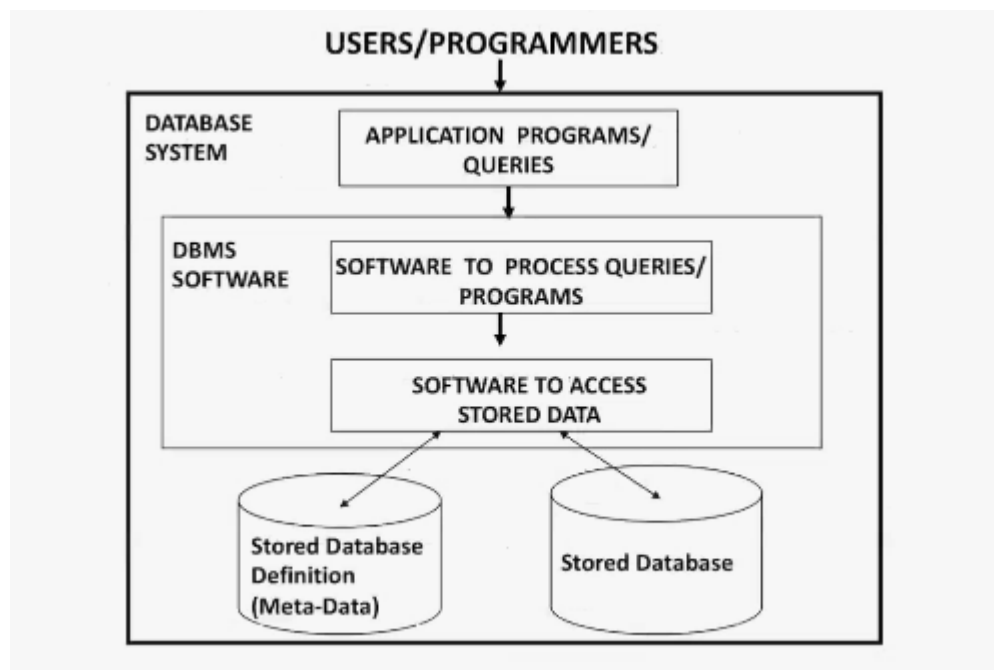 USERS/PROGRAMMERS
DATABASE
SYSTEM
APPLICATION PROGRAMS/
QUERIES
DBMS
SOFTWARE
SOFTWARE TO PROCESS QUERIES/
PROGRAMS
SOFTWARE TO ACCESS
STORED DATA
Stored Database
Definition
(Meta-Data)
Stored Database